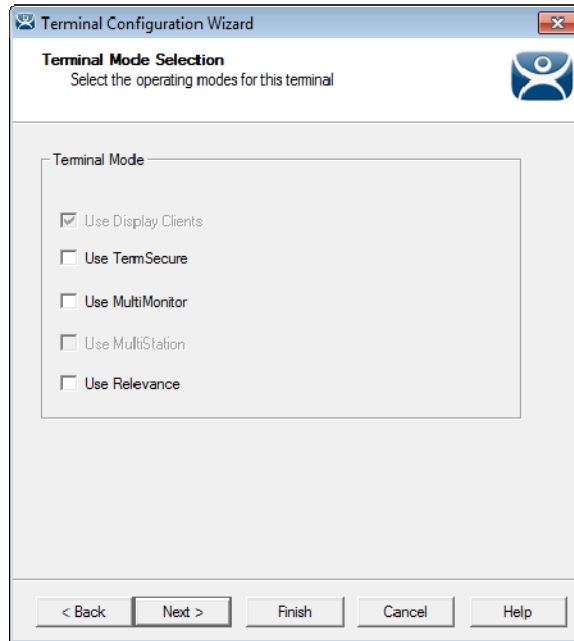 Terminal Configuration Wizard
Terminal Mode Selection
Select the operating modes for this terminal
Terminal Mode
Use Display Clients
Use TermSecure
Use MultiMonitor
Use MultiStation
Use Relevance
< Back Next > Finish Cancel Help